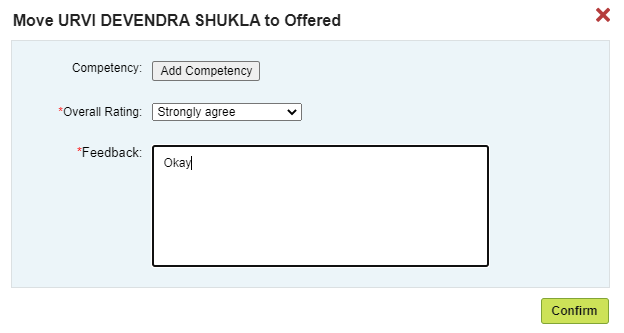 Move URVI DEVENDRA SHUKLA to Offered
Competency: Add Competency
*Overall Rating: Strongly agree
*Feedback: Okay
Confirm